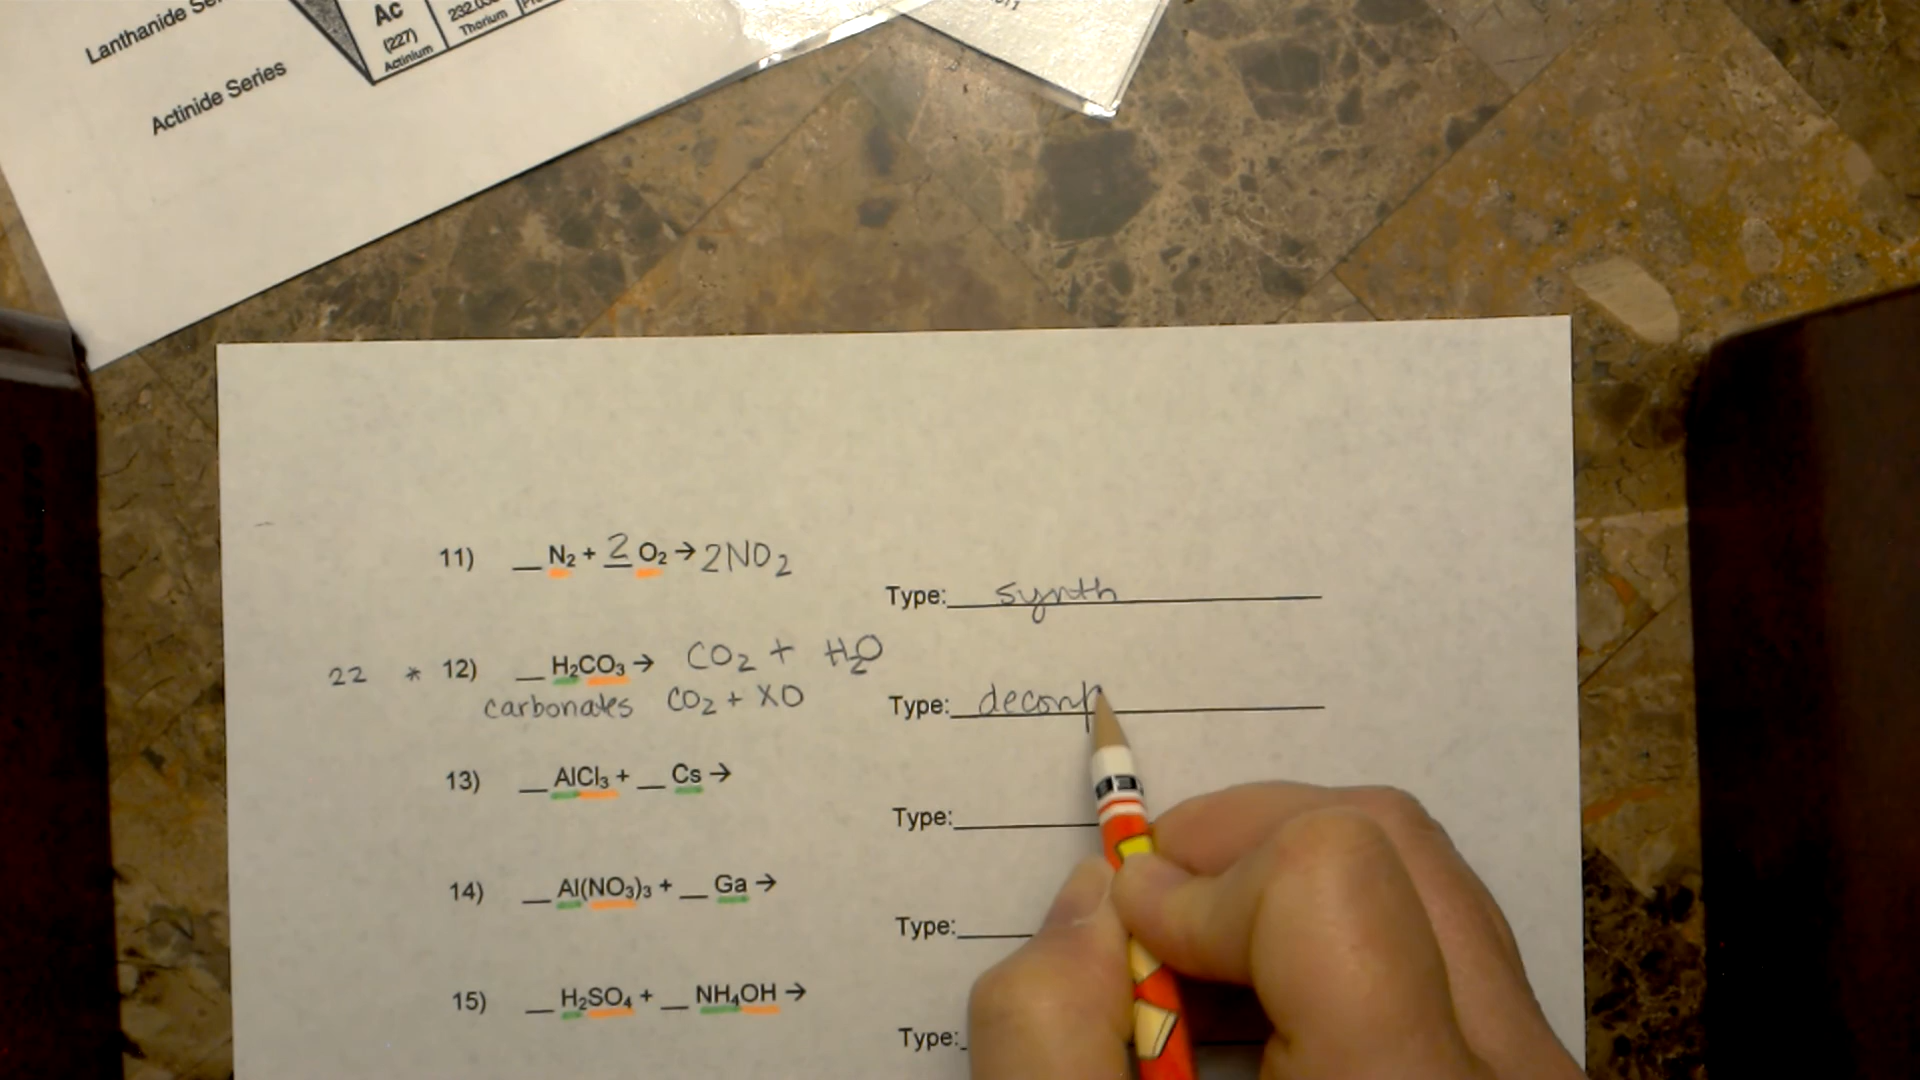 Lanthanide Se
Actinide Series
Ac
(227)
Actinium
232.03
Thorium
11) __ N₂ + 2 O₂ → 2NO₂
Type: synth
22 * 12) __ H₂CO₃ → CO₂ + H₂O
carbonates CO₂ + XO
Type: decomp
13) __ AlCl₃ + __ Cs →
Type:
14) __ Al(NO₃)₃ + __ Ga →
Type:
15) __ H₂SO₄ + __ NH₄OH →
Type: